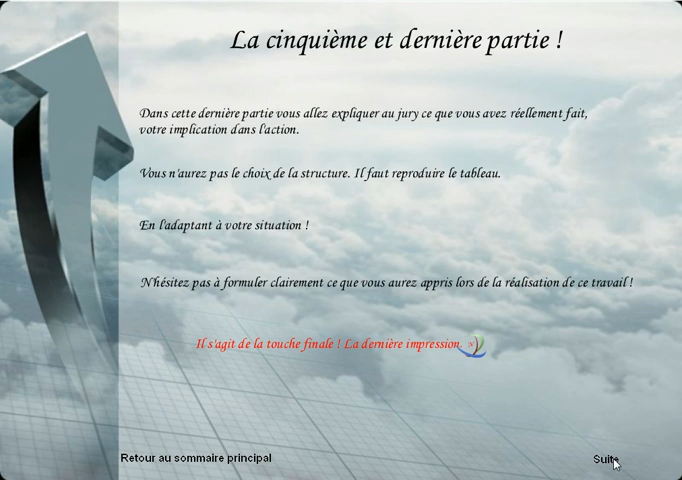 La cinquième et dernière partie !
Dans cette dernière partie vous allez expliquer au jury ce que vous avez réellement fait,
votre implication dans l'action.
Vous n'aurez pas le choix de la structure. Il faut reproduire le tableau.
En l'adaptant à votre situation !
N'hésitez pas à formuler clairement ce que vous aurez appris lors de la réalisation de ce travail !
Il s'agit de la touche finale ! La dernière impression.
Retour au sommaire principal
Suite